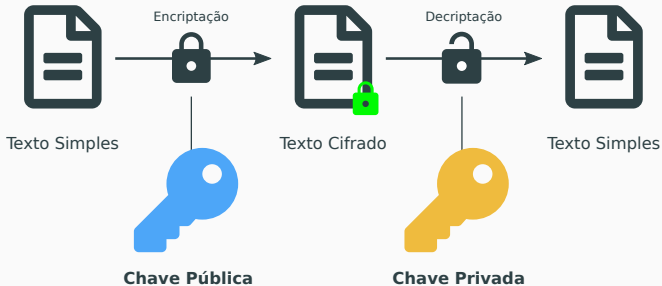 Encriptação
Decriptação
Texto Simples
Texto Cifrado
Texto Simples
Chave Pública
Chave Privada